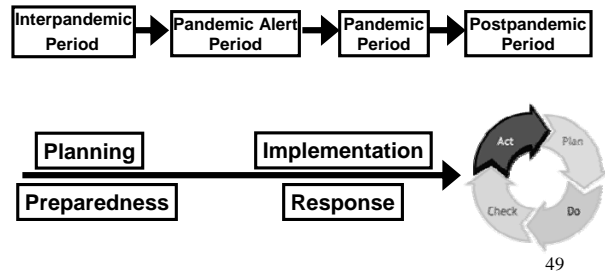 Interpandemic
Period
Pandemic Alert
Period
Pandemic
Period
Postpandemic
Period
Planning
Implementation
Preparedness
Response
Act
Plan
Check
Do
49